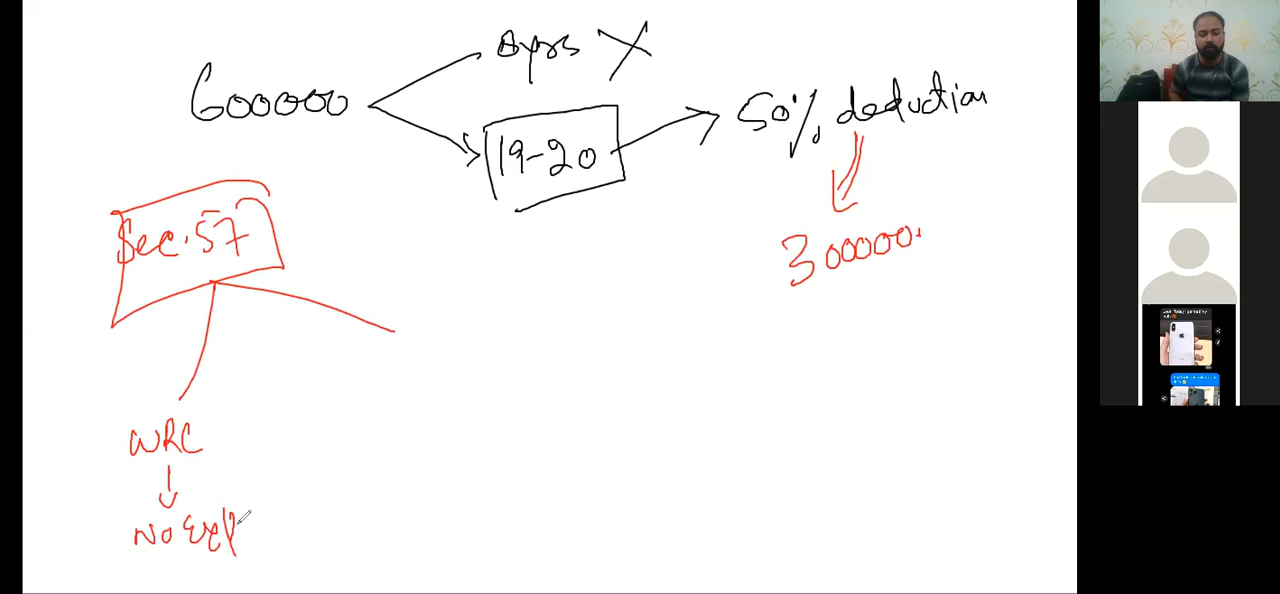 600000
8yrs X
19-20
50% deduction
300000.
Sec.57
WRC
No Exp